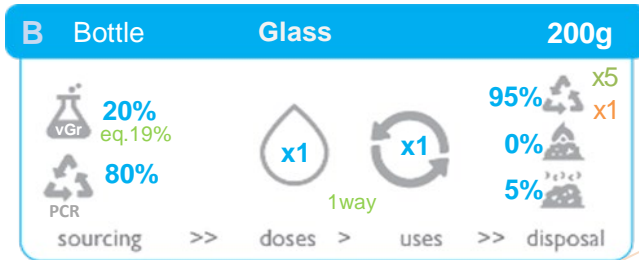 B Bottle Glass 200g
vGr 20%
eq.19%
80%
PCR
x1
x1
1way
95% x5
x1
0%
5%
sourcing >> doses > uses >> disposal